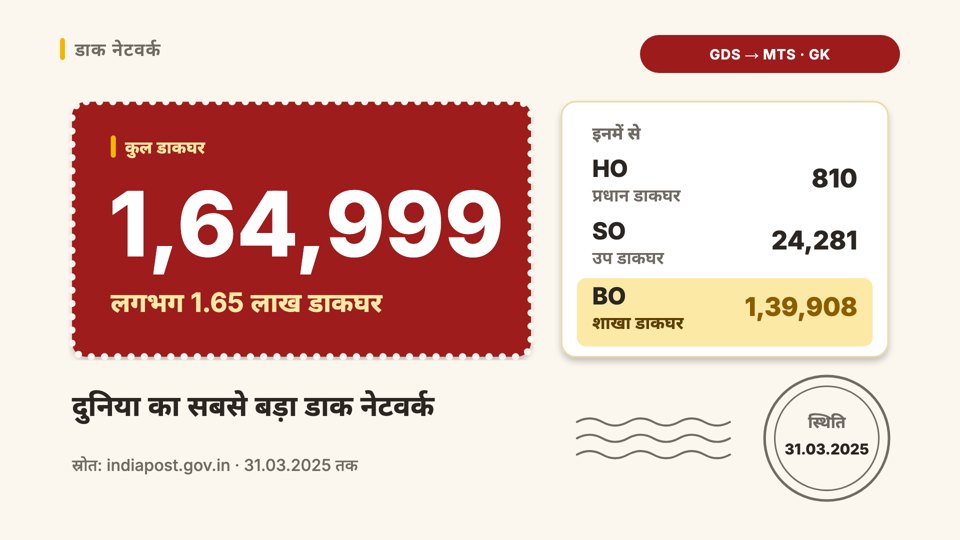 डाक नेटवर्क
GDS → MTS · GK
कुल डाकघर
1,64,999
लगभग 1.65 लाख डाकघर
इनमें से
HO
प्रधान डाकघर
810
SO
उप डाकघर
24,281
BO
शाखा डाकघर
1,39,908
दुनिया का सबसे बड़ा डाक नेटवर्क
स्रोत: indiapost.gov.in · 31.03.2025 तक
स्थिति
31.03.2025